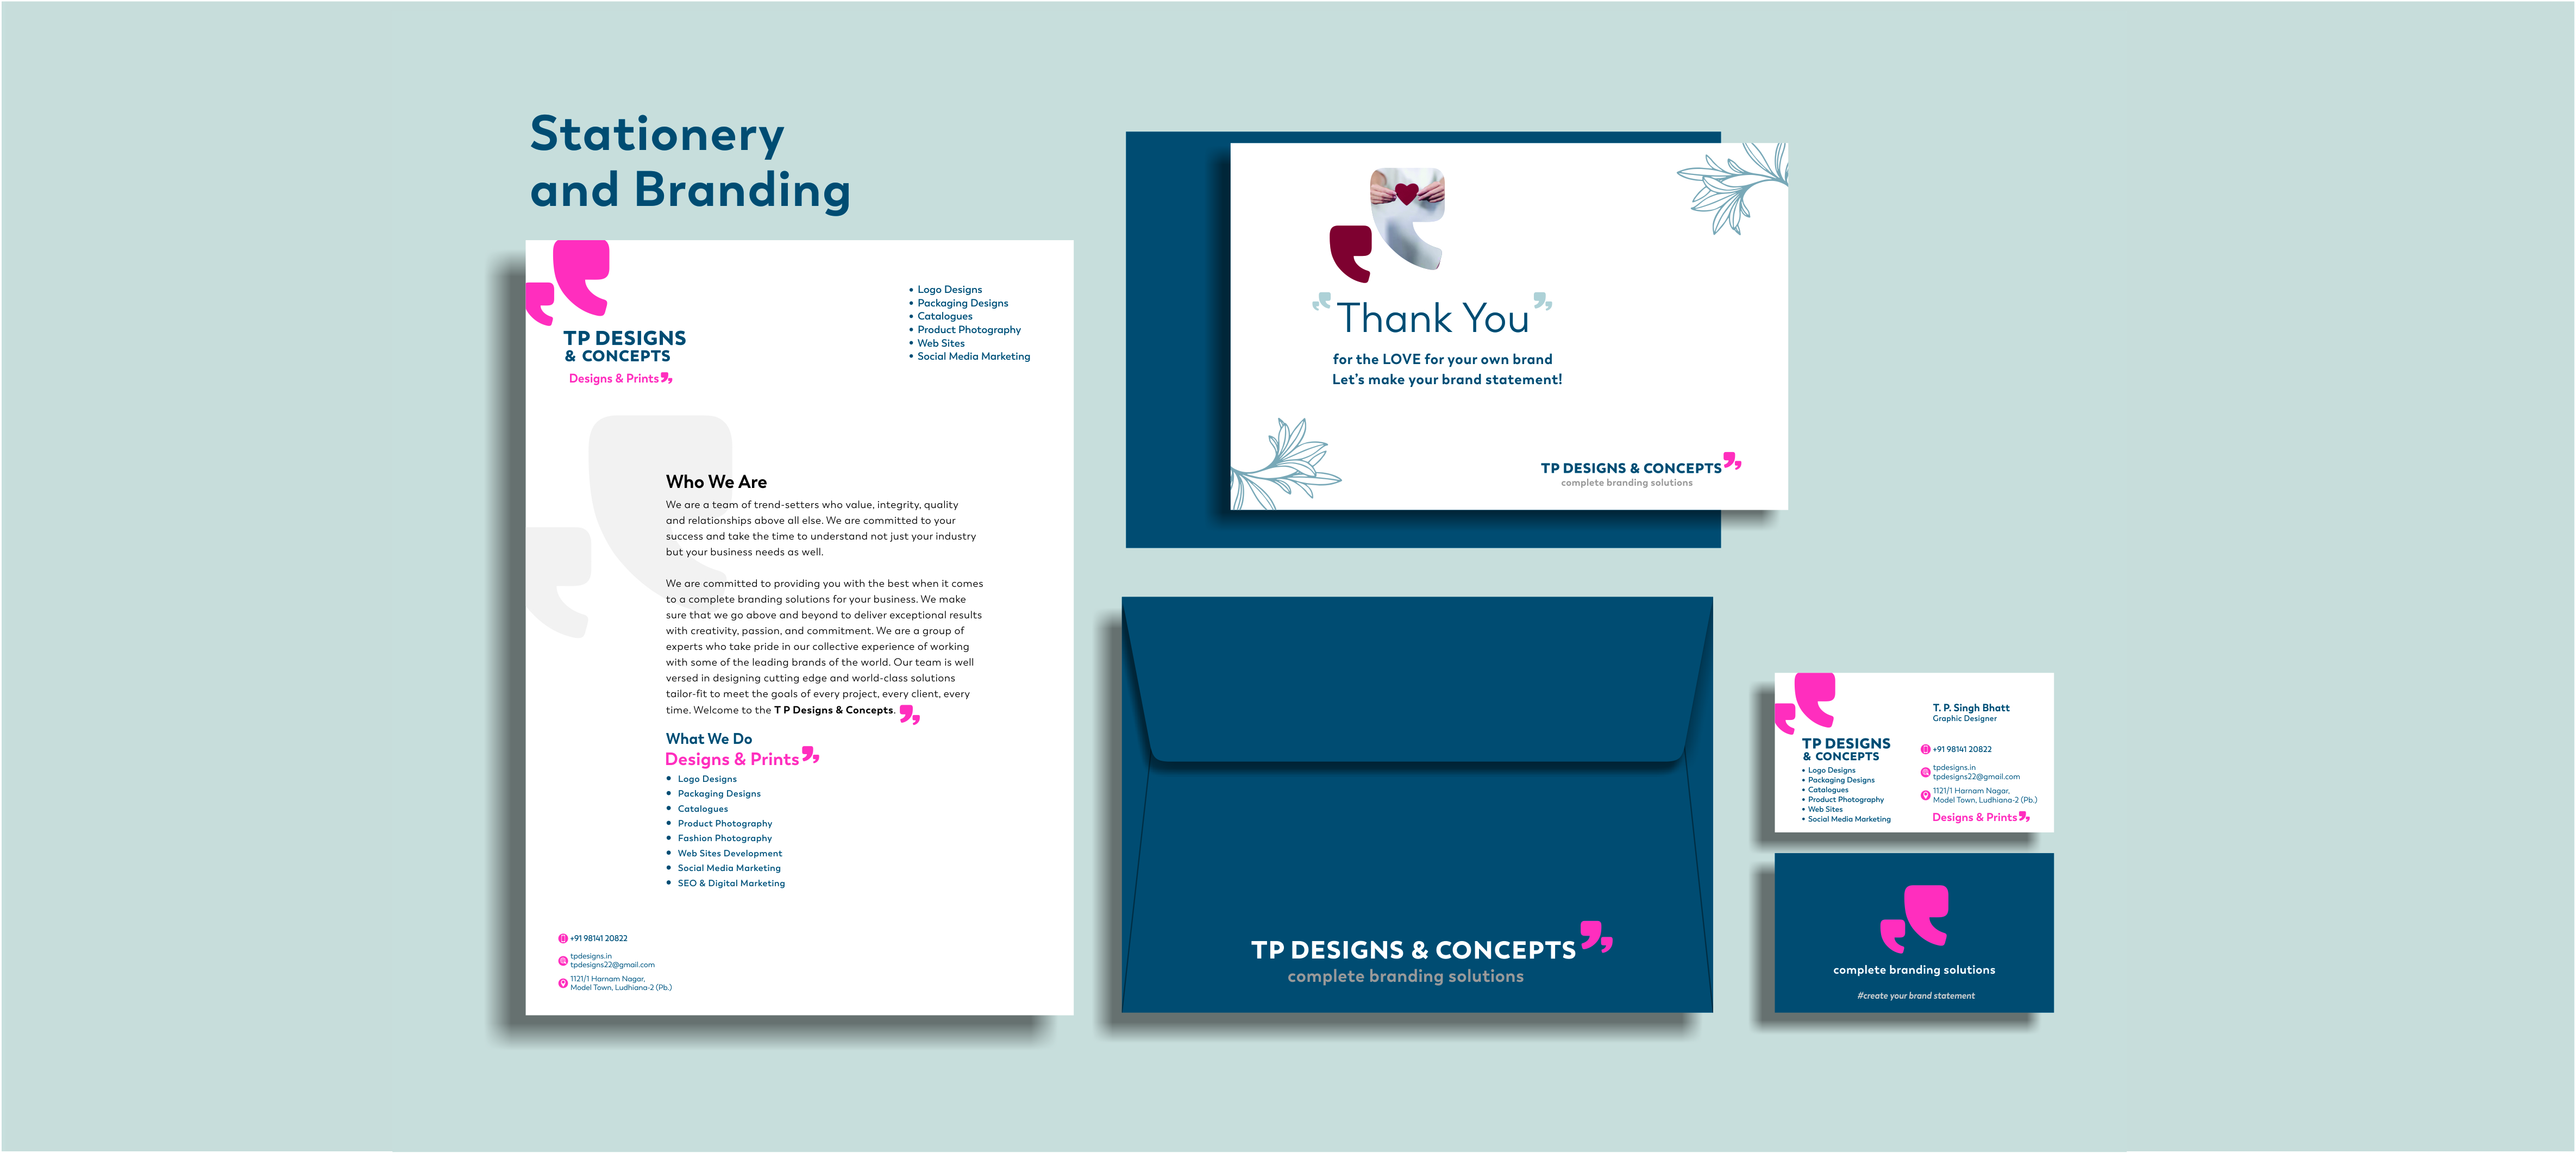 Stationery
and Branding
TP DESIGNS
& CONCEPTS
Designs & Prints
• Logo Designs
• Packaging Designs
• Catalogues
• Product Photography
• Web Sites
• Social Media Marketing
Who We Are
We are a team of trend-setters who value, integrity, quality
and relationships above all else. We are committed to your
success and take the time to understand not just your industry
but your business needs as well.
We are committed to providing you with the best when it comes
to a complete branding solutions for your business. We make
sure that we go above and beyond to deliver exceptional results
with creativity, passion, and commitment. We are a group of
experts who take pride in our collective experience of working
with some of the leading brands of the world. Our team is well
versed in designing cutting edge and world-class solutions
tailor-fit to meet the goals of every project, every client, every
time. Welcome to the T P Designs & Concepts.
What We Do
Designs & Prints
• Logo Designs
• Packaging Designs
• Catalogues
• Product Photography
• Fashion Photography
• Web Sites Development
• Social Media Marketing
• SEO & Digital Marketing
+91 98141 20822
tpdesigns.in
tpdesigns22@gmail.com
1121/1 Harnam Nagar,
Model Town, Ludhiana-2 (Pb.)
Thank You
for the LOVE for your own brand
Let's make your brand statement!
TP DESIGNS & CONCEPTS
complete branding solutions
TP DESIGNS & CONCEPTS
complete branding solutions
TP DESIGNS
& CONCEPTS
• Logo Designs
• Packaging Designs
• Catalogues
• Product Photography
• Web Sites
• Social Media Marketing
T. P. Singh Bhatt
Graphic Designer
+91 98141 20822
tpdesigns.in
tpdesigns22@gmail.com
1121/1 Harnam Nagar,
Model Town, Ludhiana-2 (Pb.)
Designs & Prints
complete branding solutions
#create your brand statement